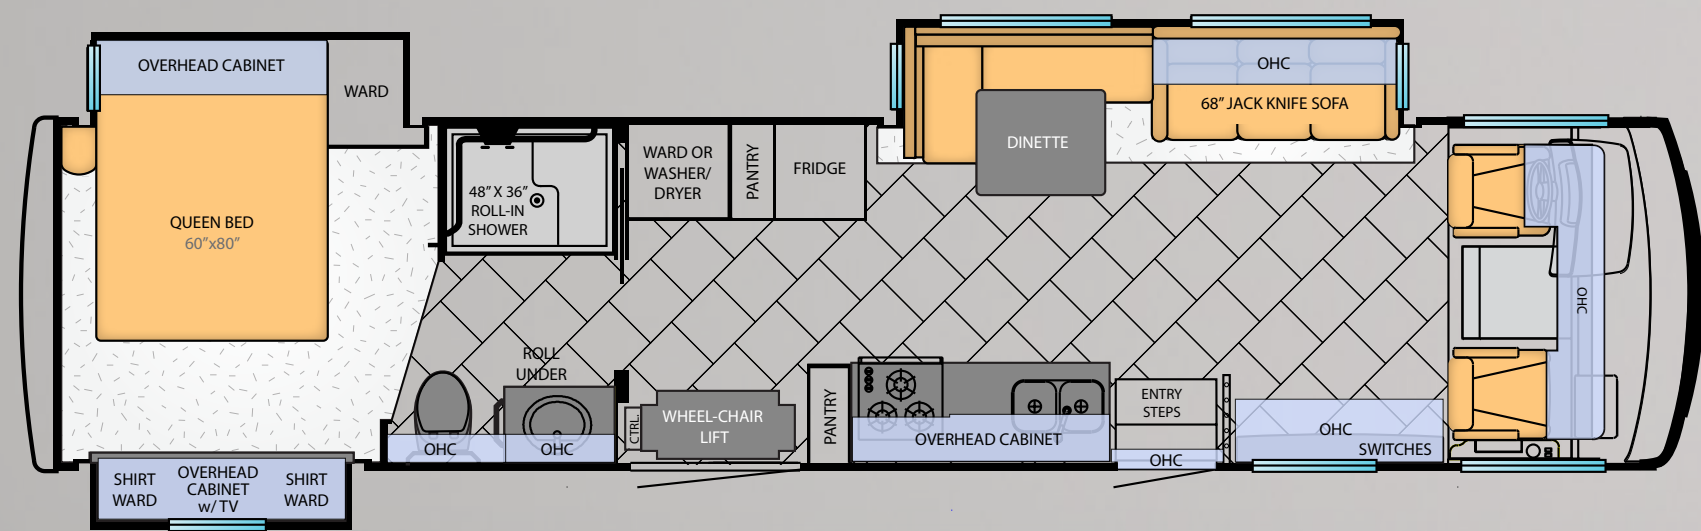 OVERHEAD CABINET
WARD
QUEEN BED
60”x80”
48” X 36”
ROLL-IN
SHOWER
WARD OR
WASHER/
DRYER
PANTRY
FRIDGE
DINETTE
OHC
68” JACK KNIFE SOFA
OHC
ROLL
UNDER
OHC
OHC
CTRL.
WHEEL-CHAIR
LIFT
PANTRY
OVERHEAD CABINET
ENTRY
STEPS
OHC
OHC
SWITCHES
SHIRT
WARD
OVERHEAD
CABINET
w/ TV
SHIRT
WARD